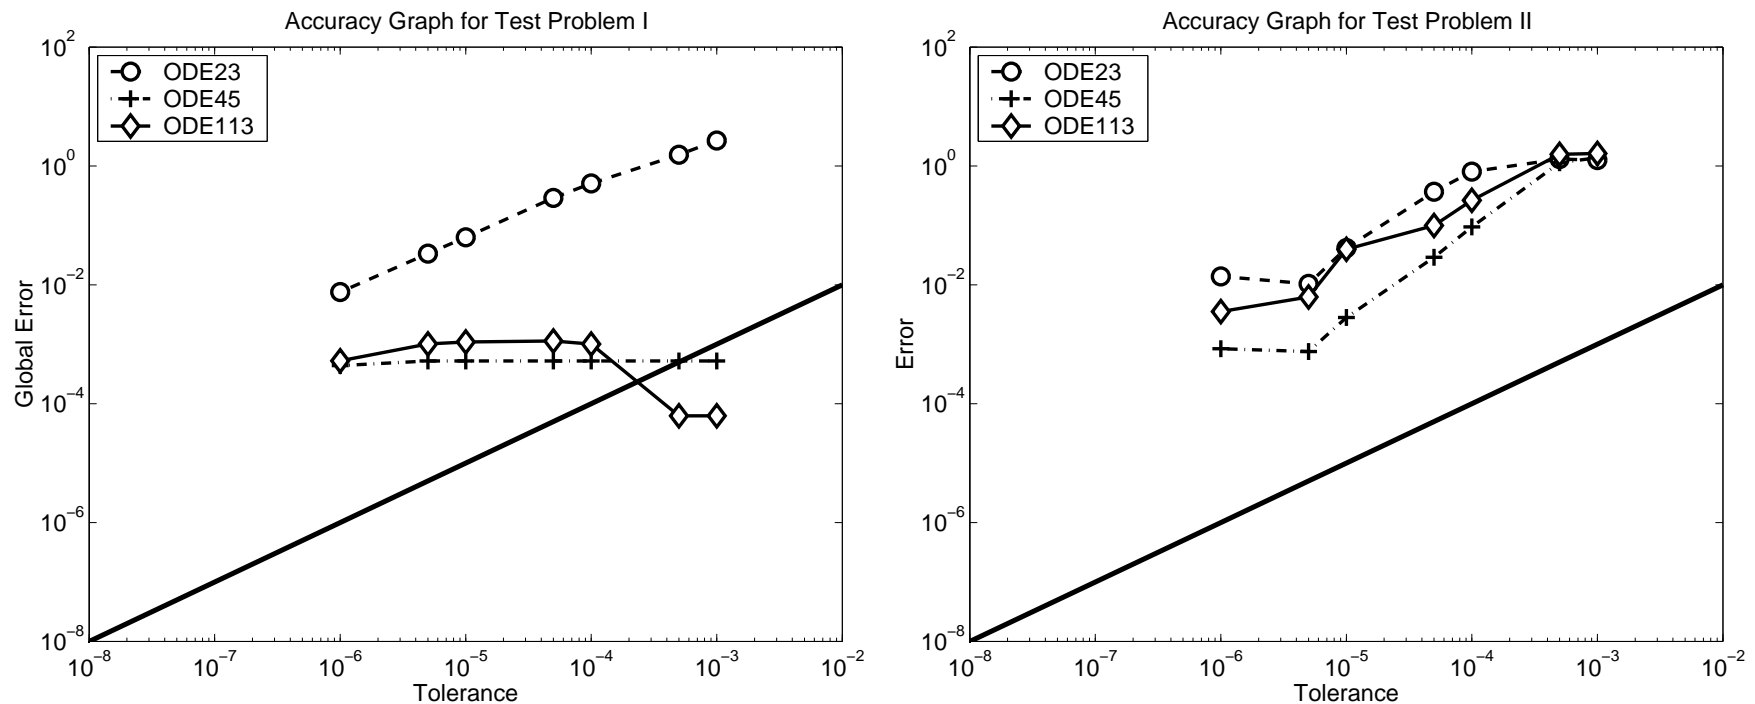 Accuracy Graph for Test Problem I
10^2
10^0
10^−2
10^−4
10^−6
10^−8
Global Error
ODE23
ODE45
ODE113
10^−8
10^−7
10^−6
10^−5
10^−4
10^−3
10^−2
Tolerance
Accuracy Graph for Test Problem II
10^2
10^0
10^−2
10^−4
10^−6
10^−8
Error
ODE23
ODE45
ODE113
10^−8
10^−7
10^−6
10^−5
10^−4
10^−3
10^−2
Tolerance